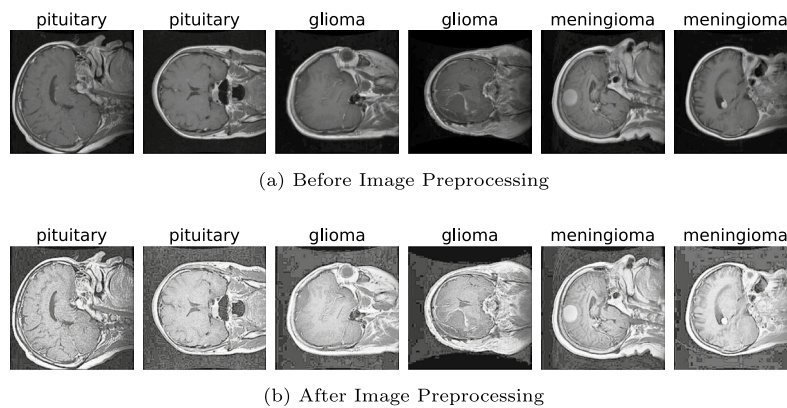 pituitary pituitary glioma glioma meningioma meningioma
(a) Before Image Preprocessing
pituitary pituitary glioma glioma meningioma meningioma
(b) After Image Preprocessing